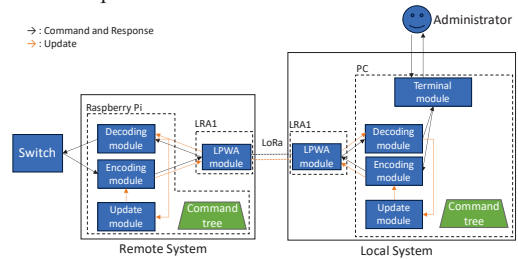 Administrator
→ : Command and Response
→ : Update
PC
Terminal
module
Raspberry Pi
LRA1
LRA1
Switch
Decoding
module
Encoding
module
Update
module
LPWA
module
Command
tree
LoRa
LPWA
module
Decoding
module
Encoding
module
Update
module
Command
tree
Remote System
Local System